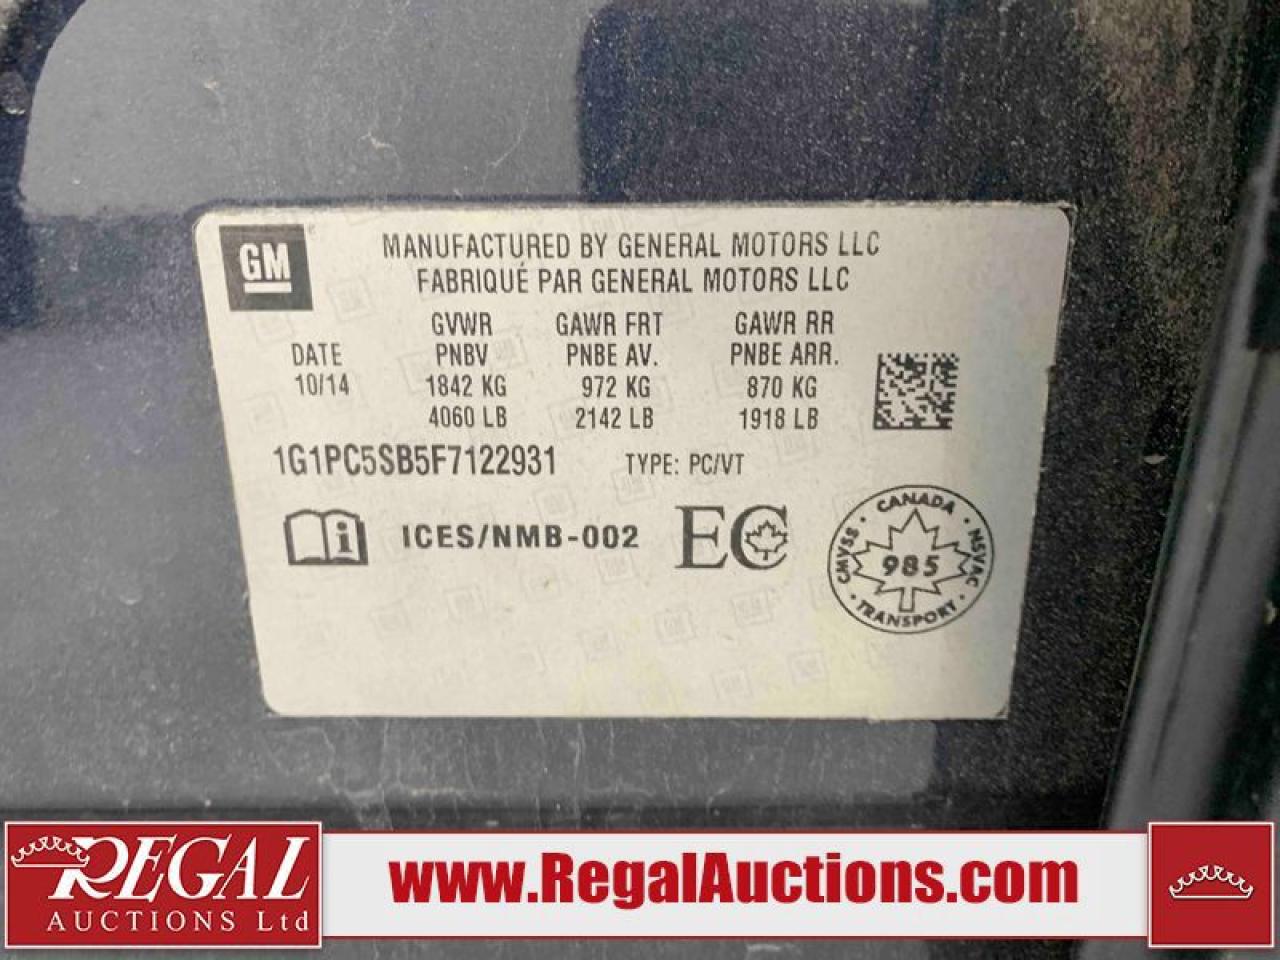 GM
MANUFACTURED BY GENERAL MOTORS LLC
FABRIQUÉ PAR GENERAL MOTORS LLC
GVWR GAWR FRT GAWR RR
DATE PNBV PNBE AV. PNBE ARR.
10/14 1842 KG 972 KG 870 KG
4060 LB 2142 LB 1918 LB
1G1PC5SB5F7122931 TYPE: PC/VT
i ICES/NMB-002 EC
CANADA
CMVSS 985 NSVAC
TRANSPORT
REGAL
AUCTIONS Ltd
www.RegalAuctions.com